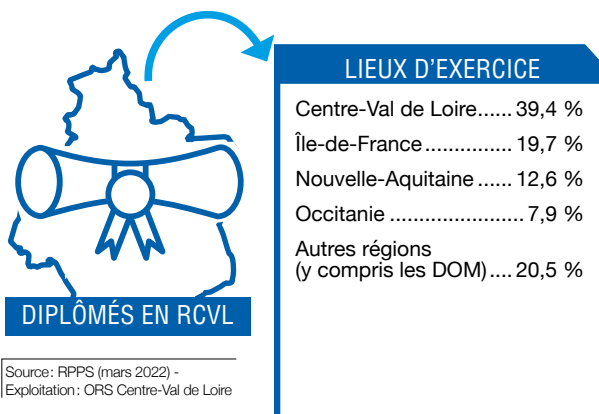 LIEUX D'EXERCICE
Centre-Val de Loire...... 39,4 %
Île-de-France............... 19,7 %
Nouvelle-Aquitaine ...... 12,6 %
Occitanie ....................... 7,9 %
Autres régions
(y compris les DOM).... 20,5 %
DIPLÔMÉS EN RCVL
Source : RPPS (mars 2022) -
Exploitation : ORS Centre-Val de Loire